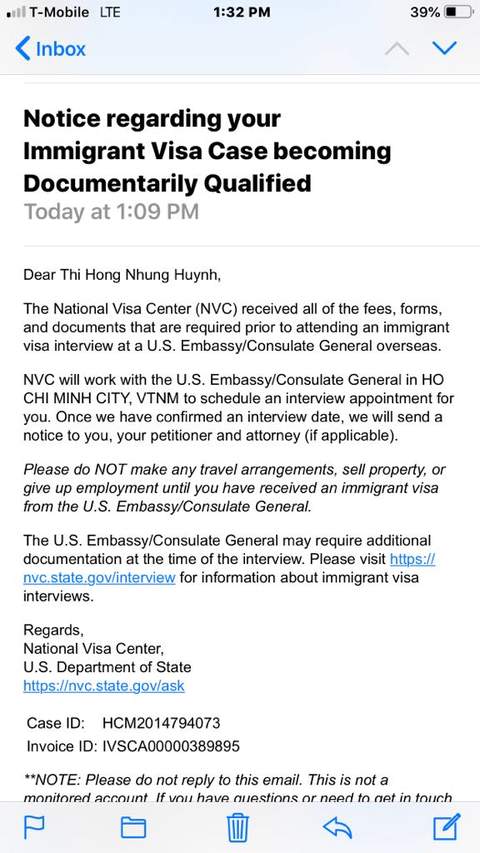 T-Mobile LTE 1:32 PM 39%
Inbox
Notice regarding your
Immigrant Visa Case becoming
Documentarily Qualified
Today at 1:09 PM
Dear Thi Hong Nhung Huynh,
The National Visa Center (NVC) received all of the fees, forms,
and documents that are required prior to attending an immigrant
visa interview at a U.S. Embassy/Consulate General overseas.
NVC will work with the U.S. Embassy/Consulate General in HO
CHI MINH CITY, VTNM to schedule an interview appointment for
you. Once we have confirmed an interview date, we will send a
notice to you, your petitioner and attorney (if applicable).
Please do NOT make any travel arrangements, sell property, or
give up employment until you have received an immigrant visa
from the U.S. Embassy/Consulate General.
The U.S. Embassy/Consulate General may require additional
documentation at the time of the interview. Please visit https://
nvc.state.gov/interview for information about immigrant visa
interviews.
Regards,
National Visa Center,
U.S. Department of State
https://nvc.state.gov/ask
Case ID: HCM2014794073
Invoice ID: IVSCA00000389895
**NOTE: Please do not reply to this email. This is not a
monitored account. If you have questions or need to get in touch